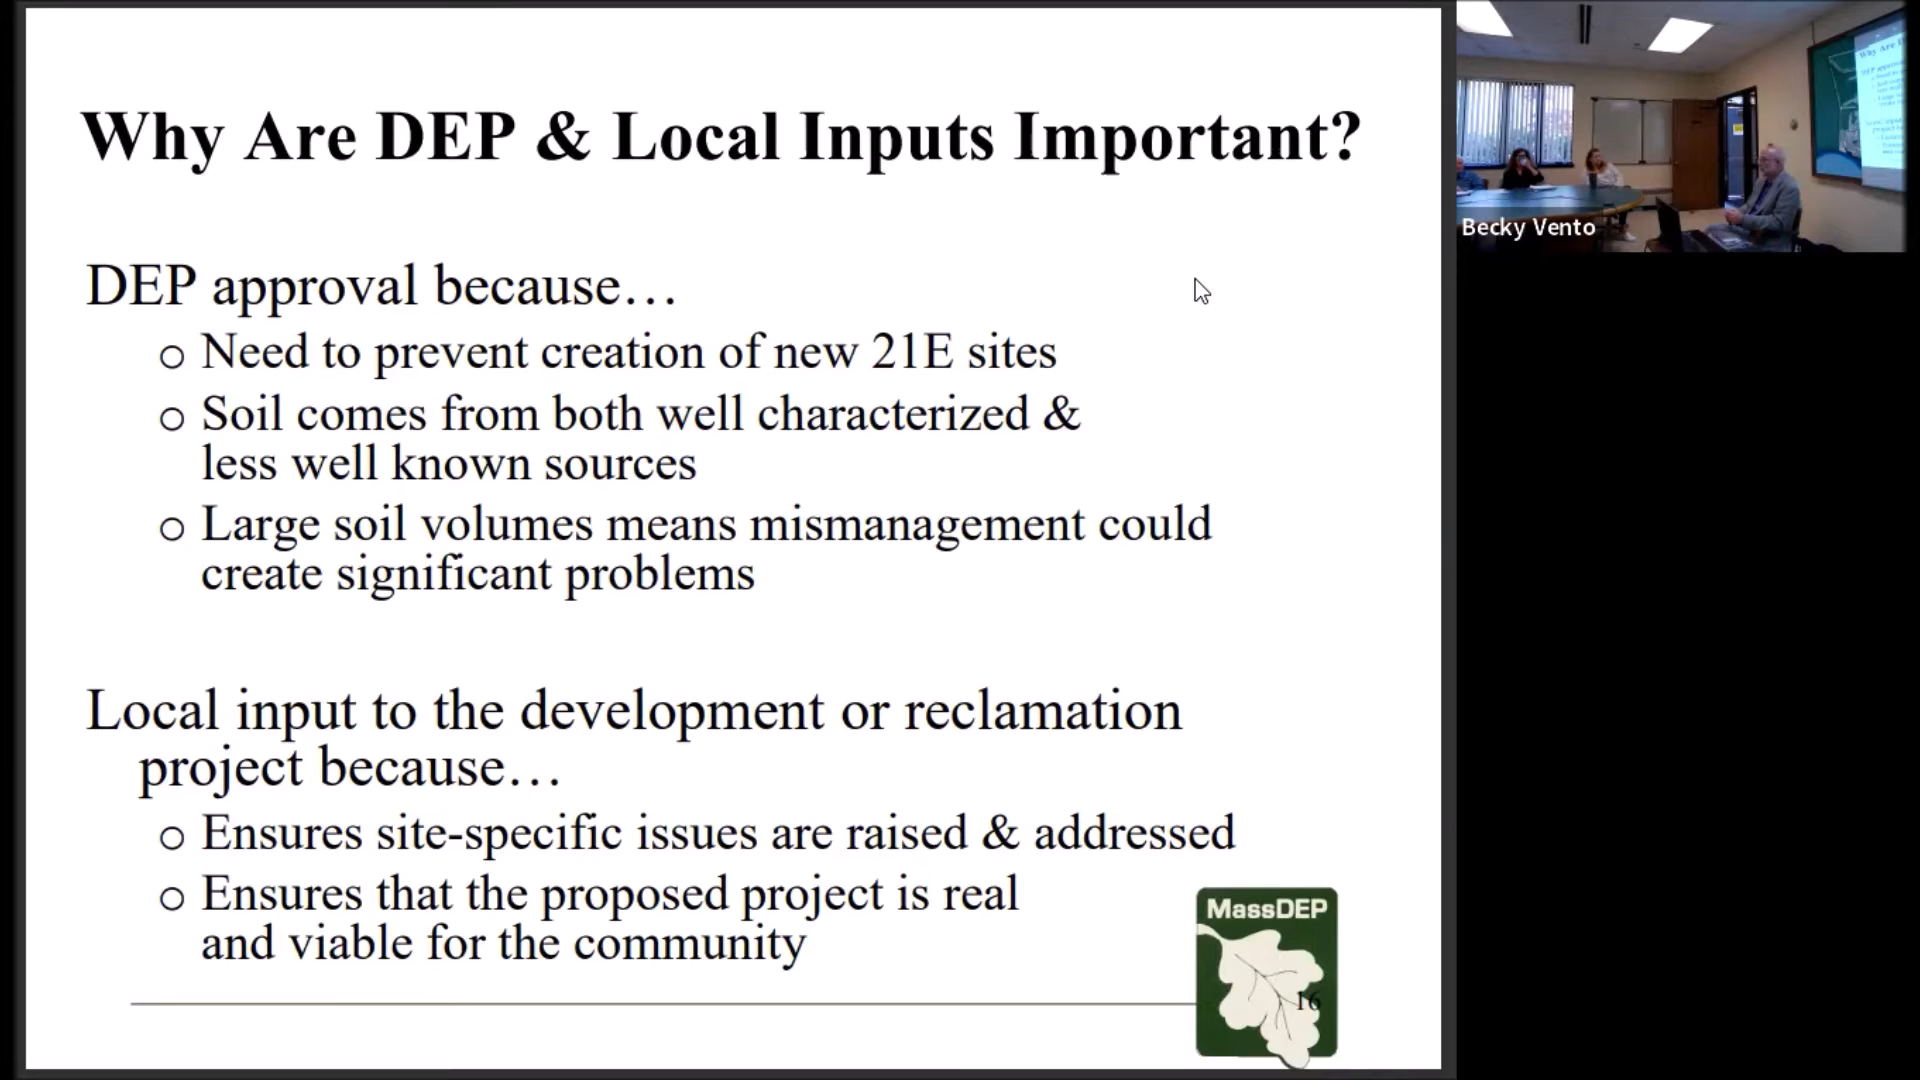 Why Are DEP & Local Inputs Important?
DEP approval because…
o Need to prevent creation of new 21E sites
o Soil comes from both well characterized &
less well known sources
o Large soil volumes means mismanagement could
create significant problems
Local input to the development or reclamation
project because…
o Ensures site-specific issues are raised & addressed
o Ensures that the proposed project is real
and viable for the community
MassDEP
16
Becky Vento